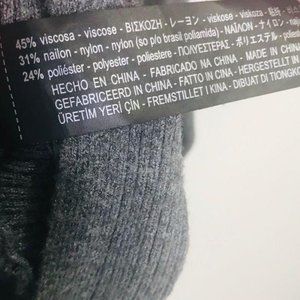 45% viscosa - viscose - ΒΙΣΚΟΖΗ - レーヨン - viskose - viskoza
31% nailon - nylon - nylon (so p/o brasil poliamida) - ΝΑΪΛΟΝ - ナイロン
24% poliéster - polyester - poliestere - ΠΟΛΥΕΣΤΕΡΑΣ - ポリエステル
HECHO EN CHINA - FABRICADO NA CHINA - MADE IN CHINA
GEFABRICEERD IN CHINA - FATTO IN CINA - HERGESTELLT
ÜRETİM YERİ ÇİN - FREMSTILLET I KINA - DIBUAT DI TIONGK